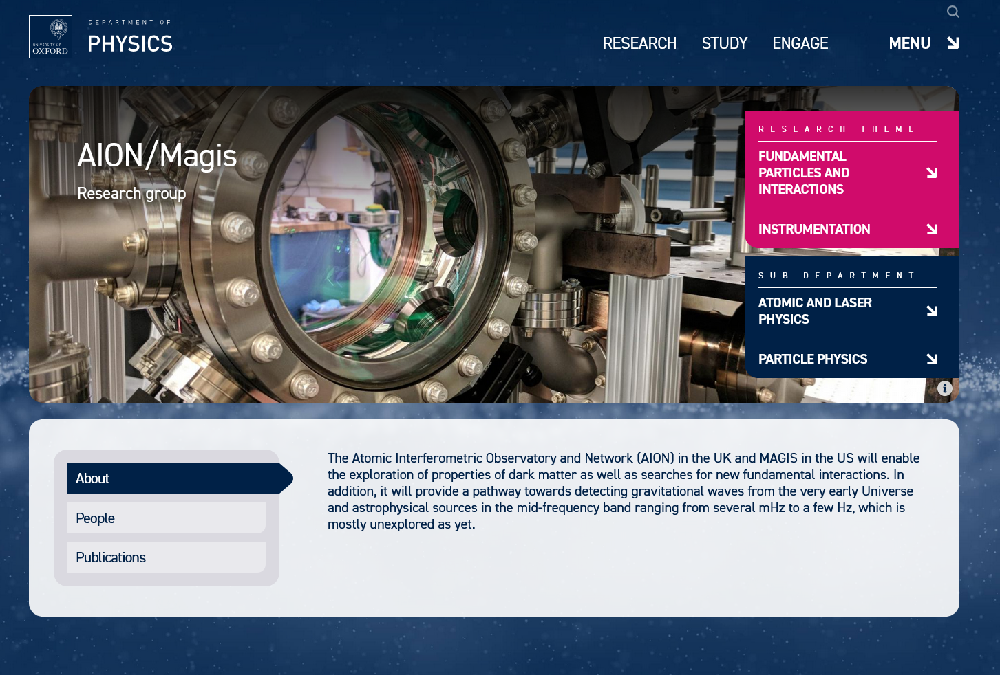 UNIVERSITY OF
OXFORD
DEPARTMENT OF
PHYSICS
RESEARCH
STUDY
ENGAGE
MENU
AION/Magis
Research group
RESEARCH THEME
FUNDAMENTAL
PARTICLES AND
INTERACTIONS
INSTRUMENTATION
SUB DEPARTMENT
ATOMIC AND LASER
PHYSICS
PARTICLE PHYSICS
i
About
People
Publications
The Atomic Interferometric Observatory and Network (AION) in the UK and MAGIS in the US will enable
the exploration of properties of dark matter as well as searches for new fundamental interactions. In
addition, it will provide a pathway towards detecting gravitational waves from the very early Universe
and astrophysical sources in the mid-frequency band ranging from several mHz to a few Hz, which is
mostly unexplored as yet.